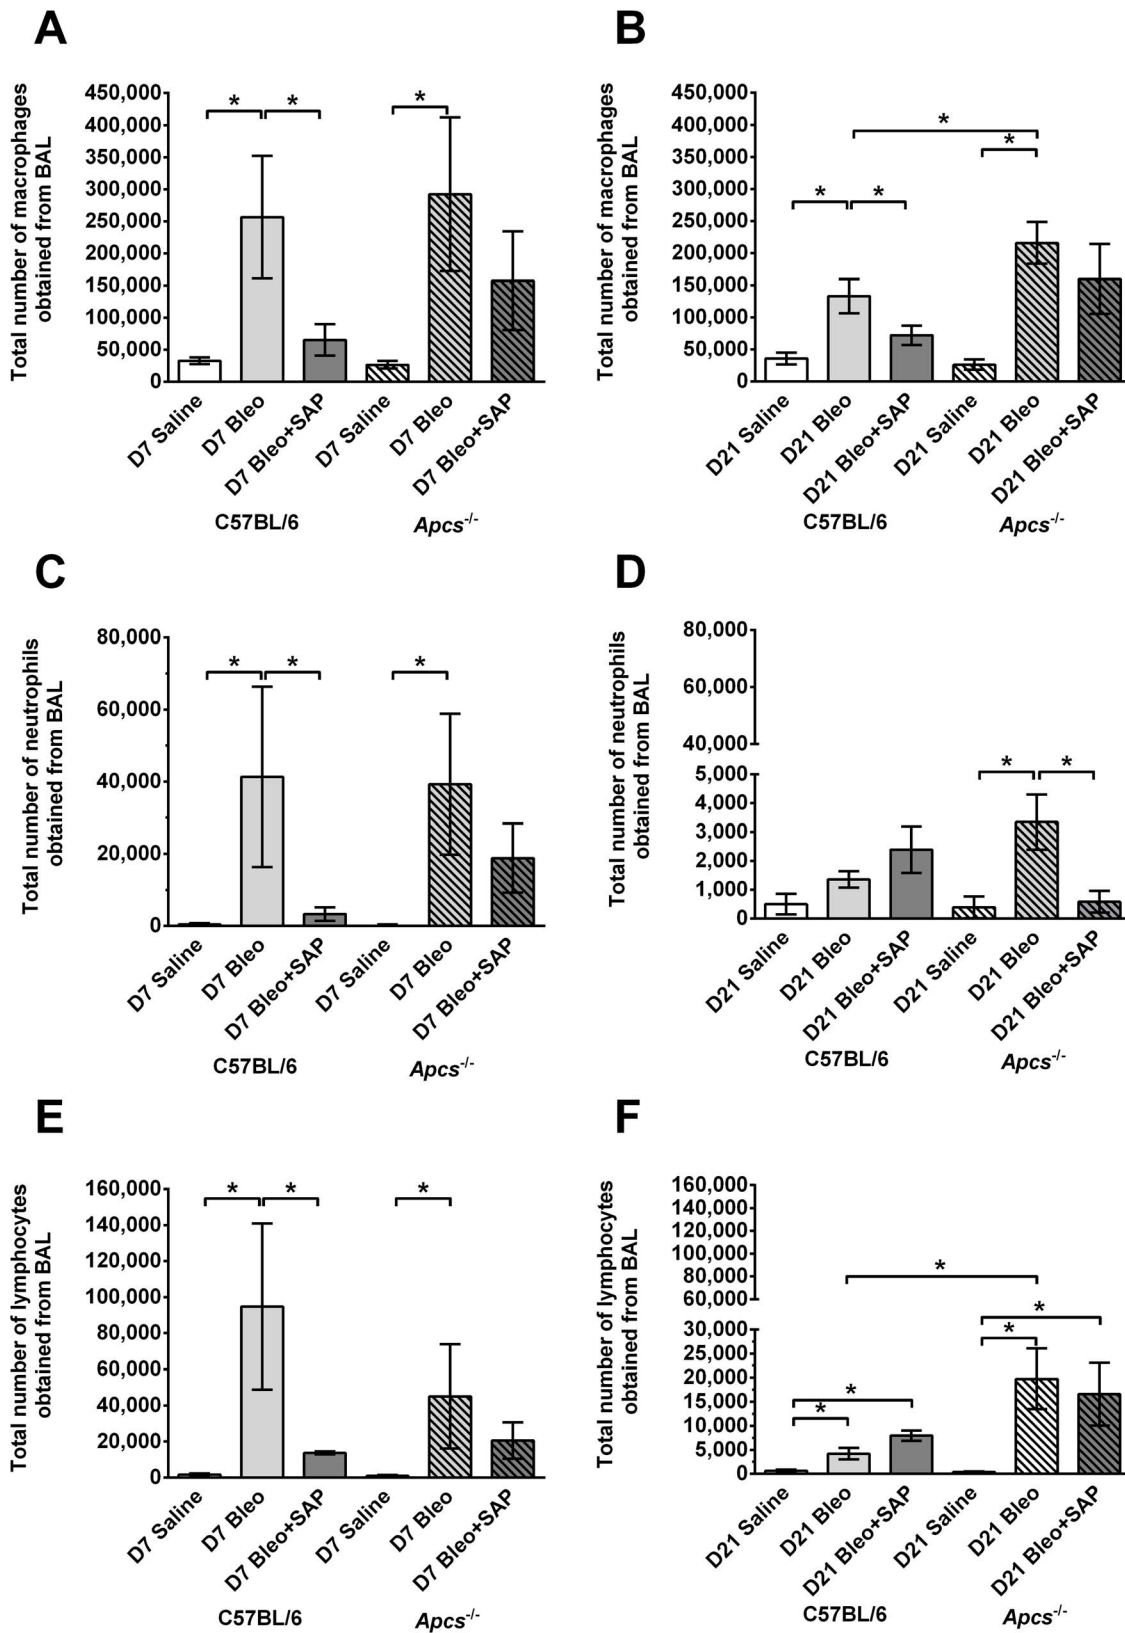 A
Total number of macrophages
obtained from BAL
450,000
400,000
350,000
300,000
250,000
200,000
150,000
100,000
50,000
0
*
*
*
D7 Saline
D7 Bleo
D7 Bleo+SAP
D7 Saline
D7 Bleo
D7 Bleo+SAP
C57BL/6
Apcs-/-
B
Total number of macrophages
obtained from BAL
450,000
400,000
350,000
300,000
250,000
200,000
150,000
100,000
50,000
0
*
*
*
*
D21 Saline
D21 Bleo
D21 Bleo+SAP
D21 Saline
D21 Bleo
D21 Bleo+SAP
C57BL/6
Apcs-/-
C
Total number of neutrophils
obtained from BAL
80,000
60,000
40,000
20,000
0
*
*
*
D7 Saline
D7 Bleo
D7 Bleo+SAP
D7 Saline
D7 Bleo
D7 Bleo+SAP
C57BL/6
Apcs-/-
D
Total number of neutrophils
obtained from BAL
80,000
60,000
40,000
5,000
4,000
3,000
2,000
1,000
0
*
*
D21 Saline
D21 Bleo
D21 Bleo+SAP
D21 Saline
D21 Bleo
D21 Bleo+SAP
C57BL/6
Apcs-/-
E
Total number of lymphocytes
obtained from BAL
160,000
140,000
120,000
100,000
80,000
60,000
40,000
20,000
0
*
*
*
D7 Saline
D7 Bleo
D7 Bleo+SAP
D7 Saline
D7 Bleo
D7 Bleo+SAP
C57BL/6
Apcs-/-
F
Total number of lymphocytes
obtained from BAL
160,000
140,000
120,000
100,000
80,000
60,000
30,000
25,000
20,000
15,000
10,000
5,000
0
*
*
*
*
*
D21 Saline
D21 Bleo
D21 Bleo+SAP
D21 Saline
D21 Bleo
D21 Bleo+SAP
C57BL/6
Apcs-/-